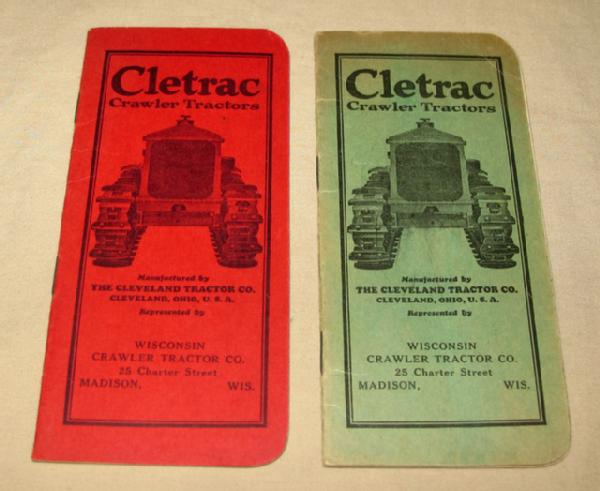 Cletrac
Crawler Tractors
Manufactured by
THE CLEVELAND TRACTOR CO.
CLEVELAND, OHIO, U. S. A.
Represented by
WISCONSIN
CRAWLER TRACTOR CO.
25 Charter Street
MADISON, WIS.
Cletrac
Crawler Tractors
Manufactured by
THE CLEVELAND TRACTOR CO.
CLEVELAND, OHIO, U. S. A.
Represented by
WISCONSIN
CRAWLER TRACTOR CO.
25 Charter Street
MADISON, WIS.